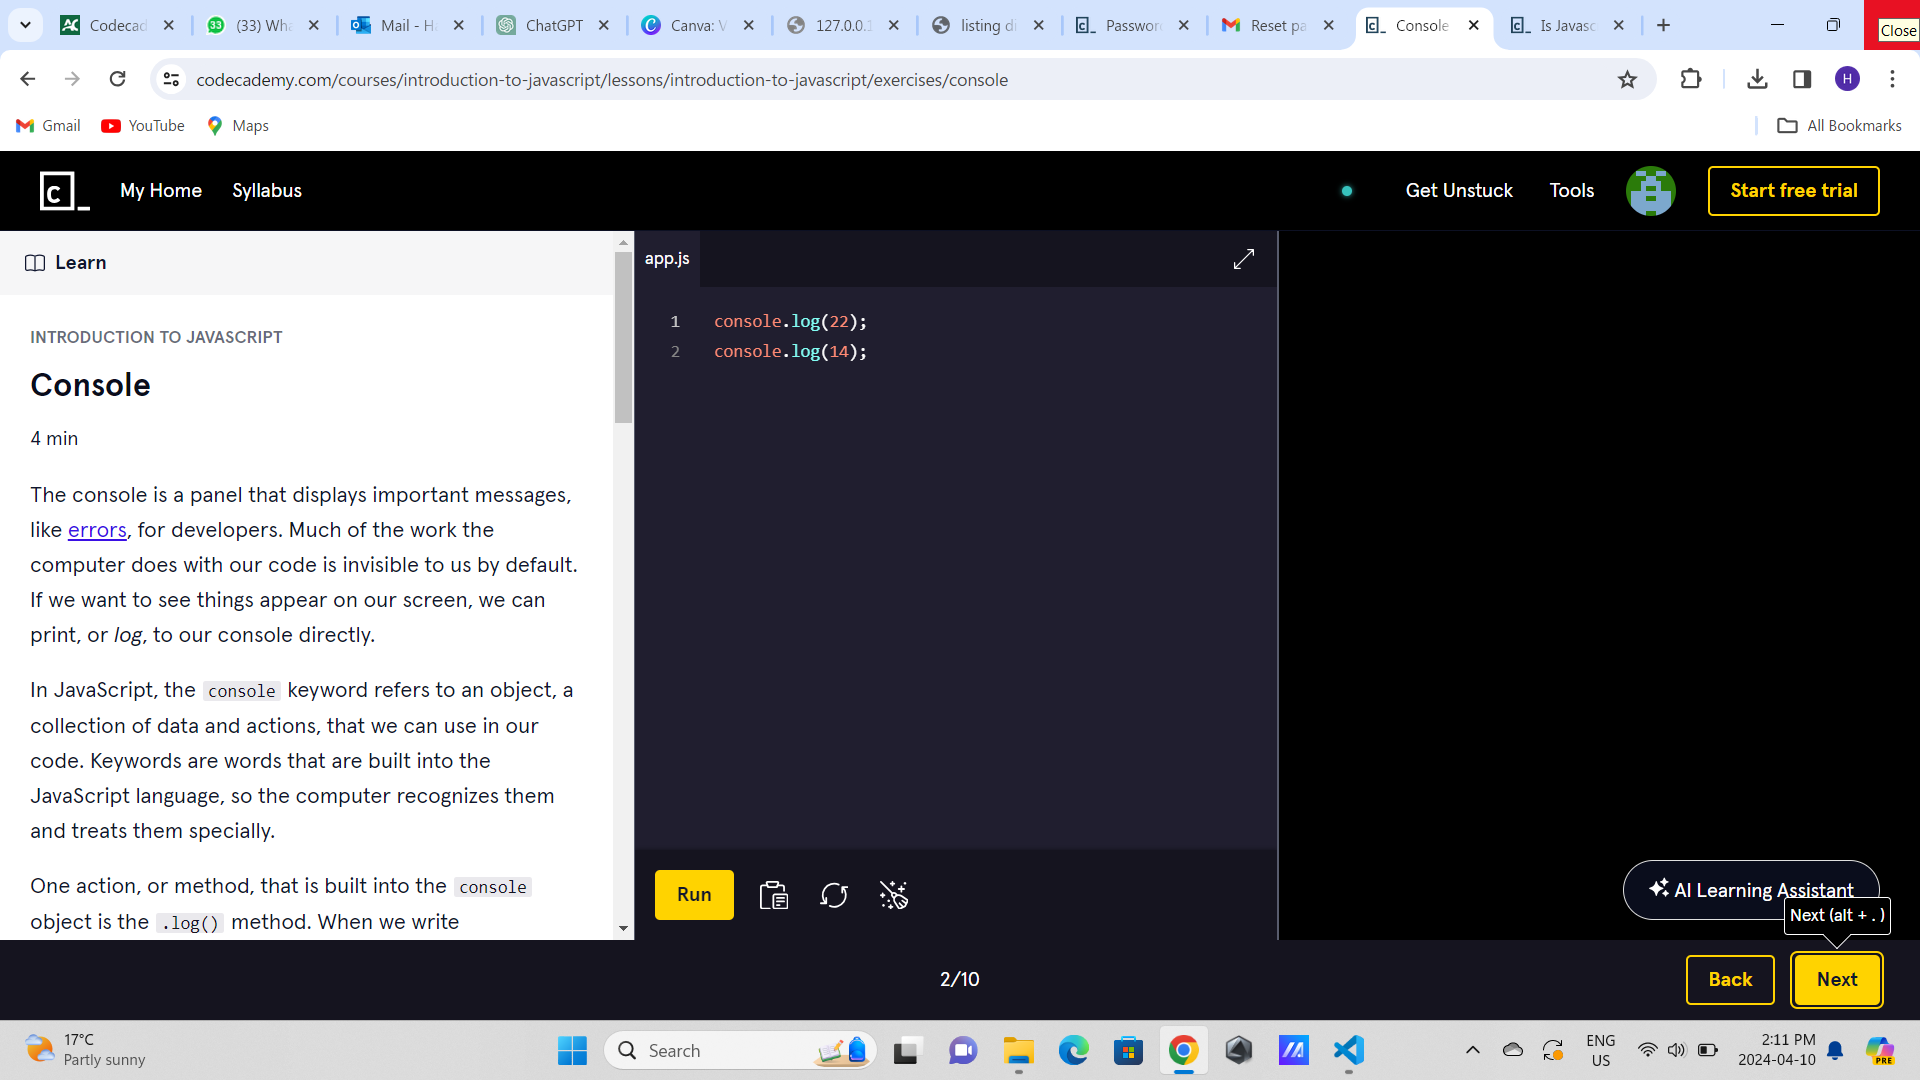 Codecad
33
(33) Wha
Mail - Ha
ChatGPT
Canva: V
127.0.0.1
listing di
Passwor
Reset pa
Console
Is Javasc
Close
codecademy.com/courses/introduction-to-javascript/lessons/introduction-to-javascript/exercises/console
H
Gmail
YouTube
Maps
All Bookmarks
c_
My Home
Syllabus
Get Unstuck
Tools
Start free trial
Learn
INTRODUCTION TO JAVASCRIPT
Console
4 min
The console is a panel that displays important messages,
like errors, for developers. Much of the work the
computer does with our code is invisible to us by default.
If we want to see things appear on our screen, we can
print, or log, to our console directly.
In JavaScript, the console keyword refers to an object, a
collection of data and actions, that we can use in our
code. Keywords are words that are built into the
JavaScript language, so the computer recognizes them
and treats them specially.
One action, or method, that is built into the console
object is the .log() method. When we write
app.js
1 console.log(22);
2 console.log(14);
Run
AI Learning Assistant
Next (alt + . )
2/10
Back
Next
17°C
Partly sunny
Search
ENG
US
2:11 PM
2024-04-10
PRE